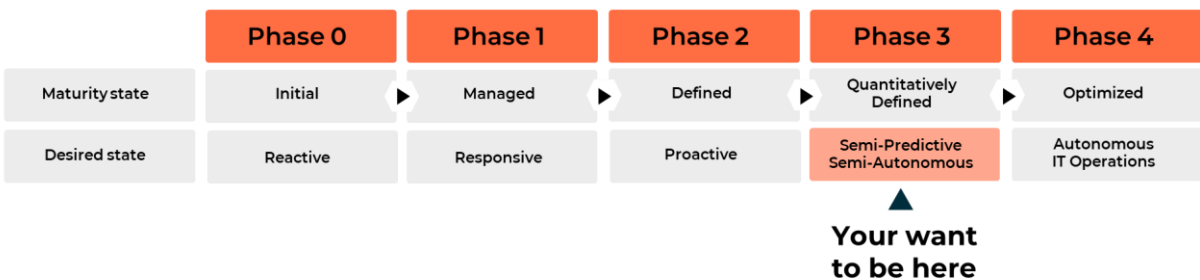 Phase 0 Phase 1 Phase 2 Phase 3 Phase 4
Maturity state Initial Managed Defined Quantitatively Defined Optimized
Desired state Reactive Responsive Proactive Semi-Predictive Semi-Autonomous Autonomous IT Operations
Your want
to be here